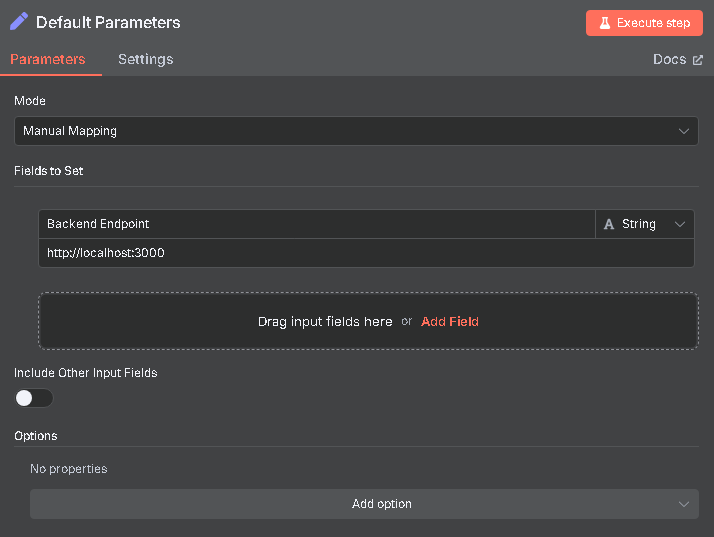 Default Parameters
Execute step
Parameters
Settings
Docs
Mode
Manual Mapping
Fields to Set
Backend Endpoint
String
http://localhost:3000
Drag input fields here or Add Field
Include Other Input Fields
Options
No properties
Add option